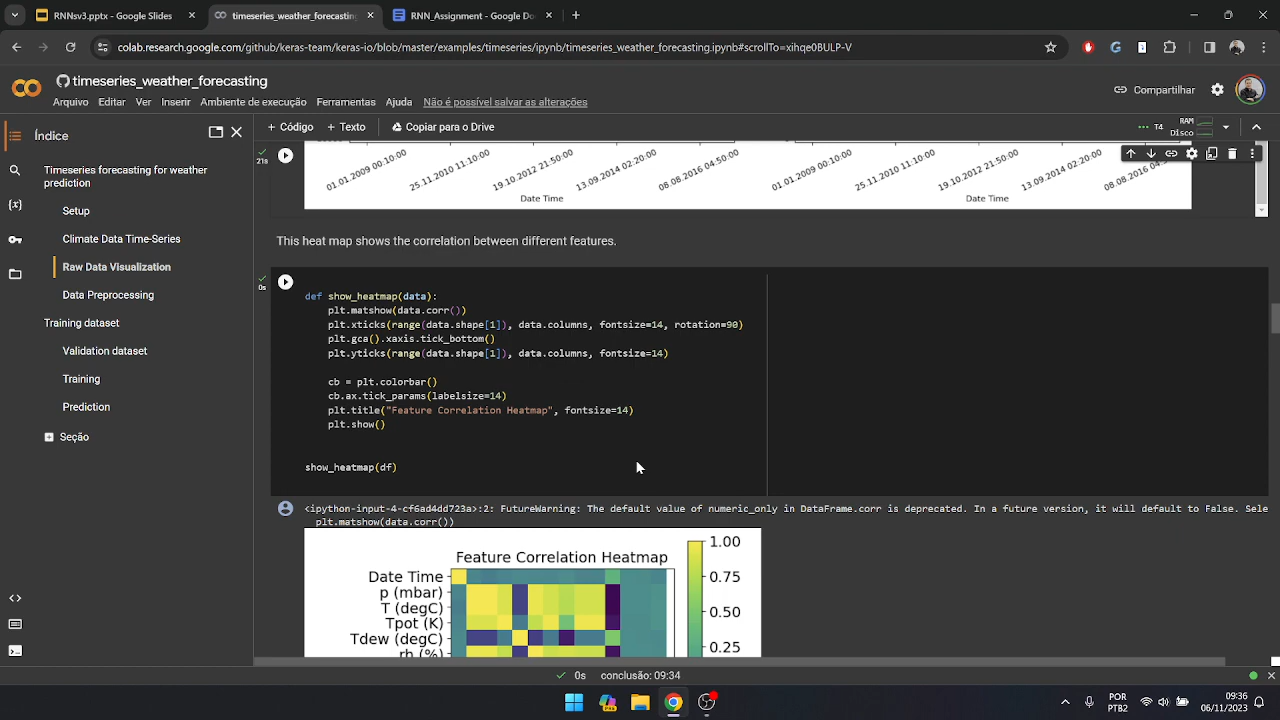 RNNsv3.pptx - Google Slides
timeseries_weather_forecasting
RNN_Assignment - Google Do
colab.research.google.com/github/keras-team/keras-io/blob/master/examples/timeseries/ipynb/timeseries_weather_forecasting.ipynb#scrollTo=xihqe0BULP-V
timeseries_weather_forecasting
Arquivo Editar Ver Inserir Ambiente de execução Ferramentas Ajuda Não é possível salvar as alterações
Compartilhar
Índice
+ Código + Texto Copiar para o Drive
RAM
Disco
T4
Timeseries forecasting for weather
prediction
Setup
Climate Data Time-Series
Raw Data Visualization
Data Preprocessing
Training dataset
Validation dataset
Training
Prediction
Seção
21s
01.01.2009 00:10:00
25.11.2010 11:10:00
19.10.2012 21:50:00
13.09.2014 02:20:00
08.08.2016 04:50:00
Date Time
01.01.2009 00:10:00
25.11.2010 11:10:00
19.10.2012 21:50:00
13.09.2014 02:20:00
Date Time
This heat map shows the correlation between different features.
0s
def show_heatmap(data):
plt.matshow(data.corr())
plt.xticks(range(data.shape[1]), data.columns, fontsize=14, rotation=90)
plt.gca().xaxis.tick_bottom()
plt.yticks(range(data.shape[1]), data.columns, fontsize=14)
cb = plt.colorbar()
cb.ax.tick_params(labelsize=14)
plt.title("Feature Correlation Heatmap", fontsize=14)
plt.show()
show_heatmap(df)
<ipython-input-4-cf6ad4dd723a>:2: FutureWarning: The default value of numeric_only in DataFrame.corr is deprecated. In a future version, it will default to False. Sele
plt.matshow(data.corr())
Feature Correlation Heatmap
Date Time
p (mbar)
T (degC)
Tpot (K)
Tdew (degC)
rh (%)
1.00
0.75
0.50
0.25
0s conclusão: 09:34
POR
PTB2
09:36
06/11/2023